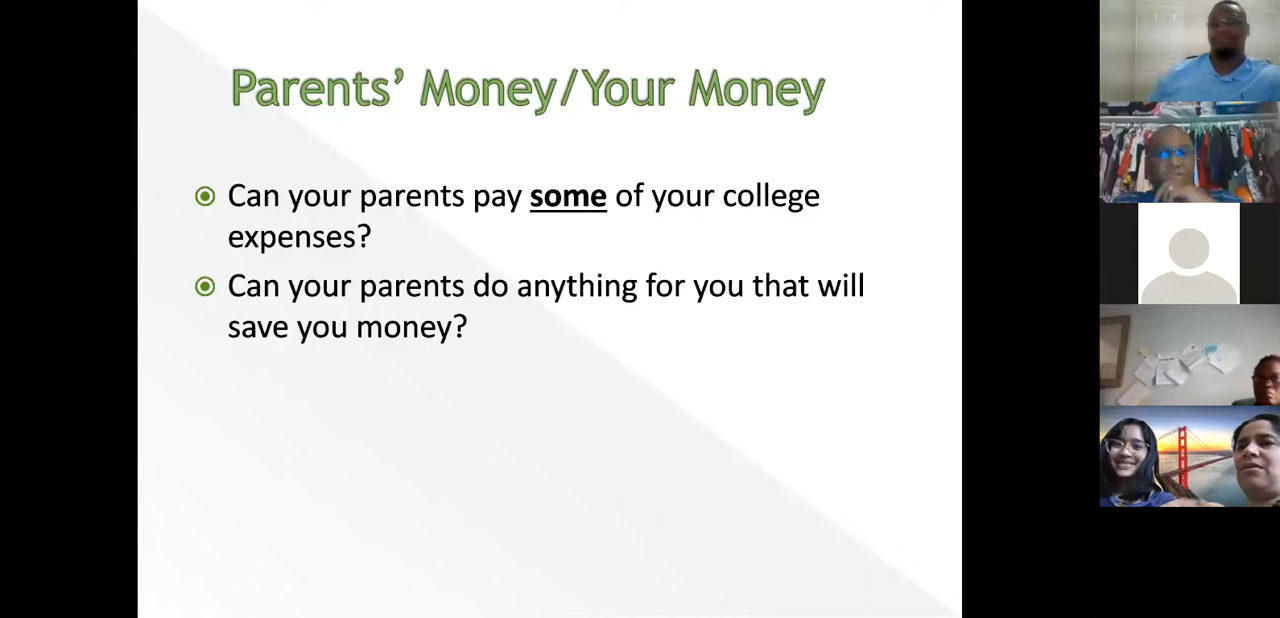 Parents’ Money/Your Money
Can your parents pay some of your college
expenses?
Can your parents do anything for you that will
save you money?